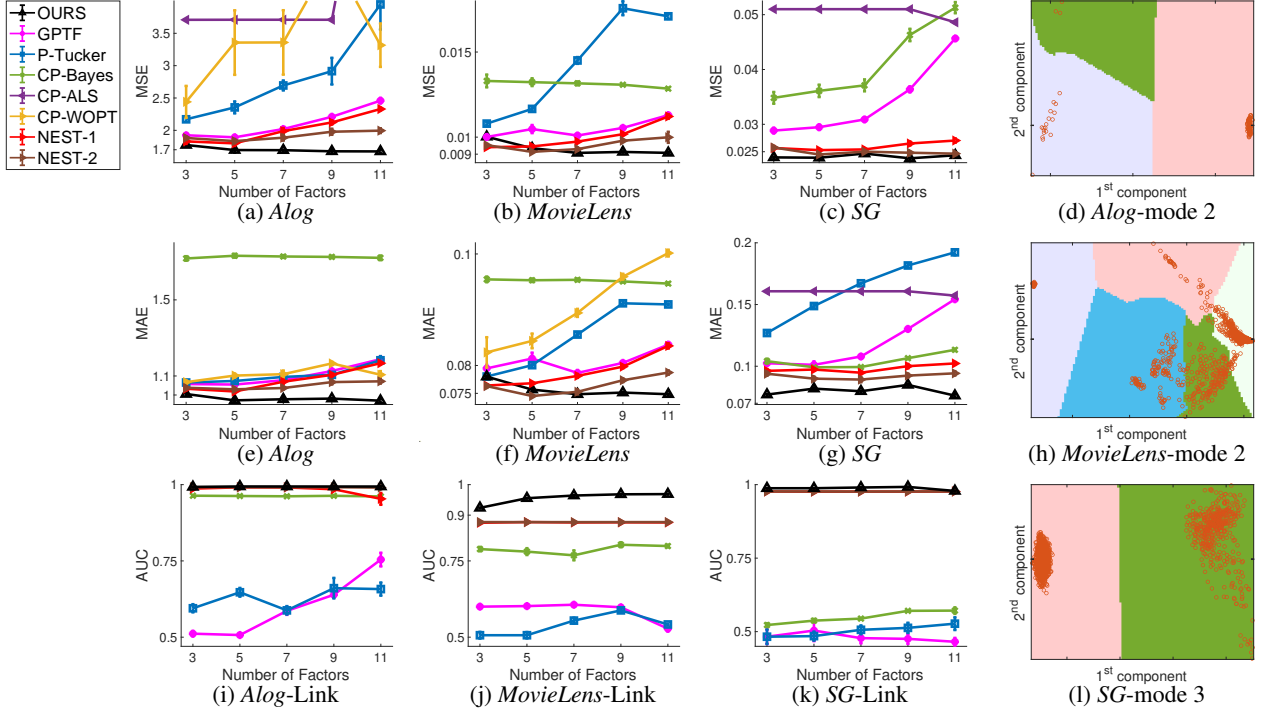 OURS
GPTF
P-Tucker
CP-Bayes
CP-ALS
CP-WOPT
NEST-1
NEST-2
MSE
3.5
3
2.5
2
1.7
3 5 7 9 11
Number of Factors
(a) Alog
MSE
0.015
0.01
0.009
3 5 7 9 11
Number of Factors
(b) MovieLens
MSE
0.05
0.04
0.03
0.025
3 5 7 9 11
Number of Factors
(c) SG
2nd component
1st component
(d) Alog-mode 2
MAE
1.5
1.1
1
3 5 7 9 11
Number of Factors
(e) Alog
MAE
0.1
0.08
0.075
3 5 7 9 11
Number of Factors
(f) MovieLens
MAE
0.2
0.15
0.1
0.07
3 5 7 9 11
Number of Factors
(g) SG
2nd component
1st component
(h) MovieLens-mode 2
AUC
1
0.75
0.5
3 5 7 9 11
Number of Factors
(i) Alog-Link
AUC
1
0.9
0.75
0.5
3 5 7 9 11
Number of Factors
(j) MovieLens-Link
AUC
1
0.75
0.5
3 5 7 9 11
Number of Factors
(k) SG-Link
2nd component
1st component
(l) SG-mode 3